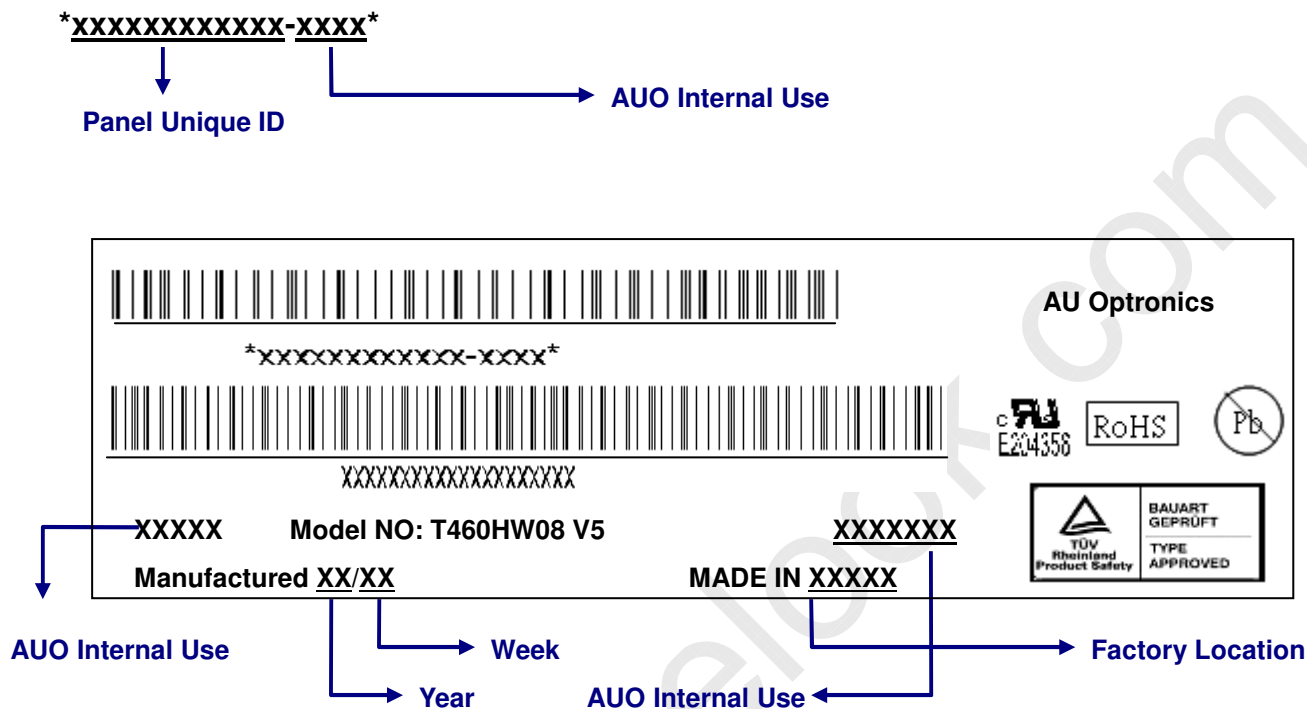 *xxxxxxxxxxxx-xxxx*
AUO Internal Use
Panel Unique ID
AU Optronics
*xxxxxxxxxxxx-xxxx*
c E204356
RoHS
Pb
XXXXXXXXXXXXXXXXXXXX
XXXXX Model NO: T460HW08 V5 XXXXXXX
TÜV Rheinland Product Safety
BAUART GEPRÜFT
TYPE APPROVED
Manufactured XX/XX MADE IN XXXXX
AUO Internal Use
Week
Factory Location
Year
AUO Internal Use